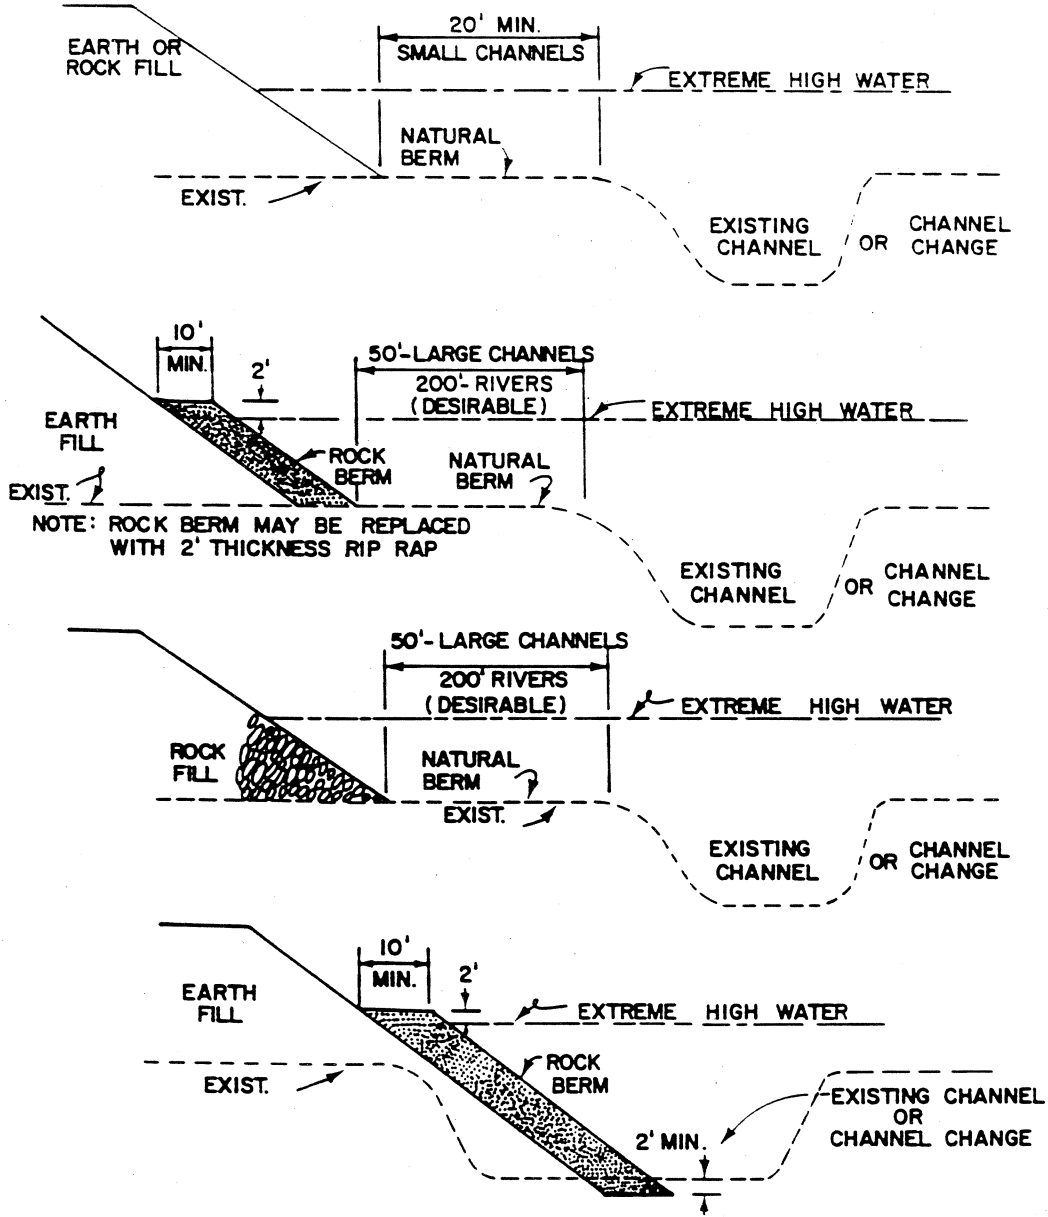 20' MIN.
SMALL CHANNELS
EARTH OR
ROCK FILL
EXTREME HIGH WATER
NATURAL
BERM
EXIST.
EXISTING
CHANNEL
OR
CHANNEL
CHANGE
10'
MIN.
2'
50'-LARGE CHANNELS
200'-RIVERS
(DESIRABLE)
EXTREME HIGH WATER
EARTH
FILL
ROCK
BERM
NATURAL
BERM
EXIST.
NOTE: ROCK BERM MAY BE REPLACED
WITH 2' THICKNESS RIP RAP
EXISTING
CHANNEL
OR
CHANNEL
CHANGE
50'-LARGE CHANNELS
200' RIVERS
(DESIRABLE)
EXTREME HIGH WATER
ROCK
FILL
NATURAL
BERM
EXIST.
EXISTING
CHANNEL
OR
CHANNEL
CHANGE
10'
MIN.
2'
EARTH
FILL
EXTREME HIGH WATER
ROCK
BERM
EXIST.
EXISTING CHANNEL
OR
CHANNEL CHANGE
2' MIN.